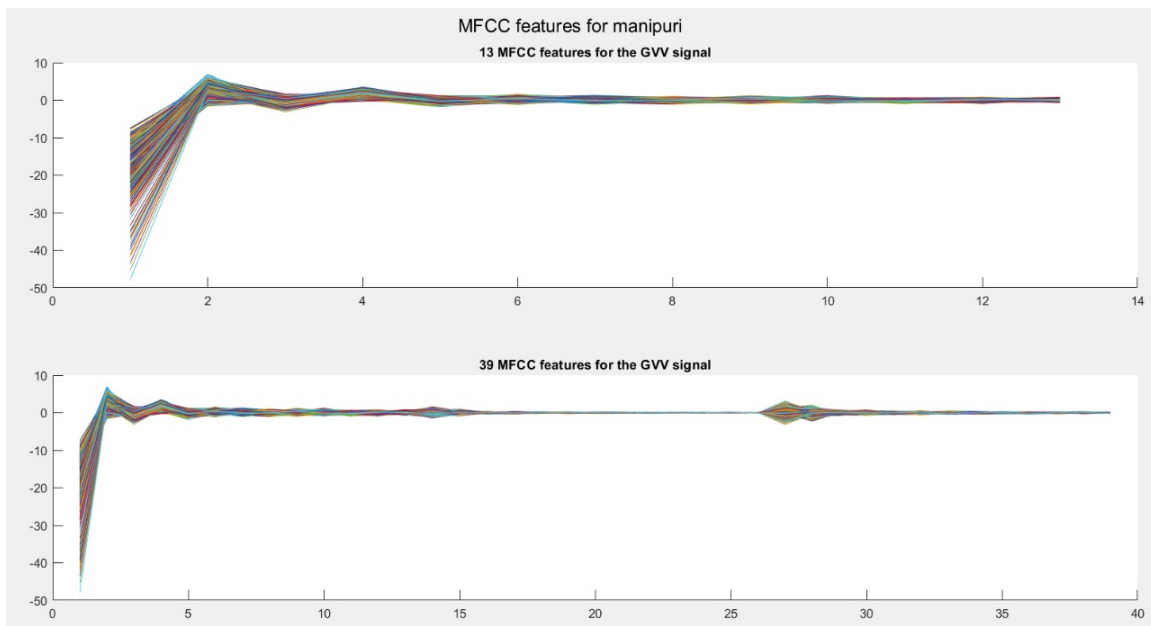 MFCC features for manipuri
13 MFCC features for the GVV signal
10
0
-10
-20
-30
-40
-50
0 2 4 6 8 10 12 14
39 MFCC features for the GVV signal
10
0
-10
-20
-30
-40
-50
0 5 10 15 20 25 30 35 40